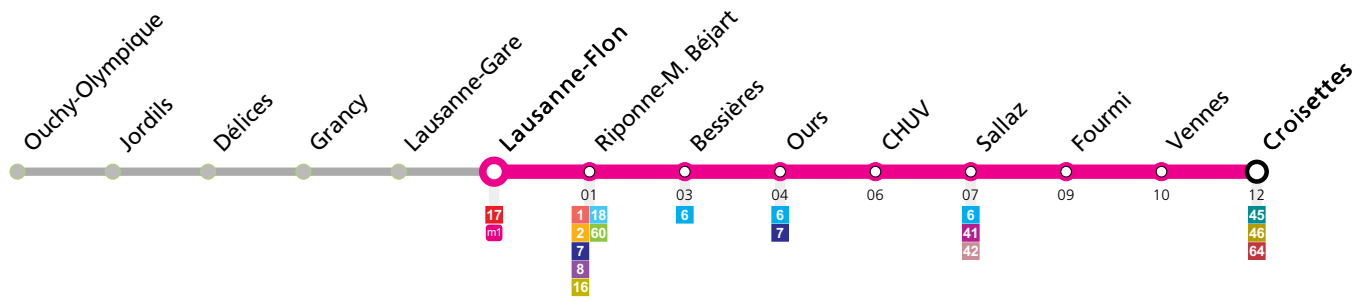 Ouchy-Olympique
Jordils
Délices
Grancy
Lausanne-Gare
Lausanne-Flon
Riponne-M. Béjart
Bessières
Ours
CHUV
Sallaz
Fourmi
Vennes
Croisettes
01 03 04 06 07 09 10 12
17 1 18 6 6 6 45
m1 2 60 7 41 46
7 42 64
8
16